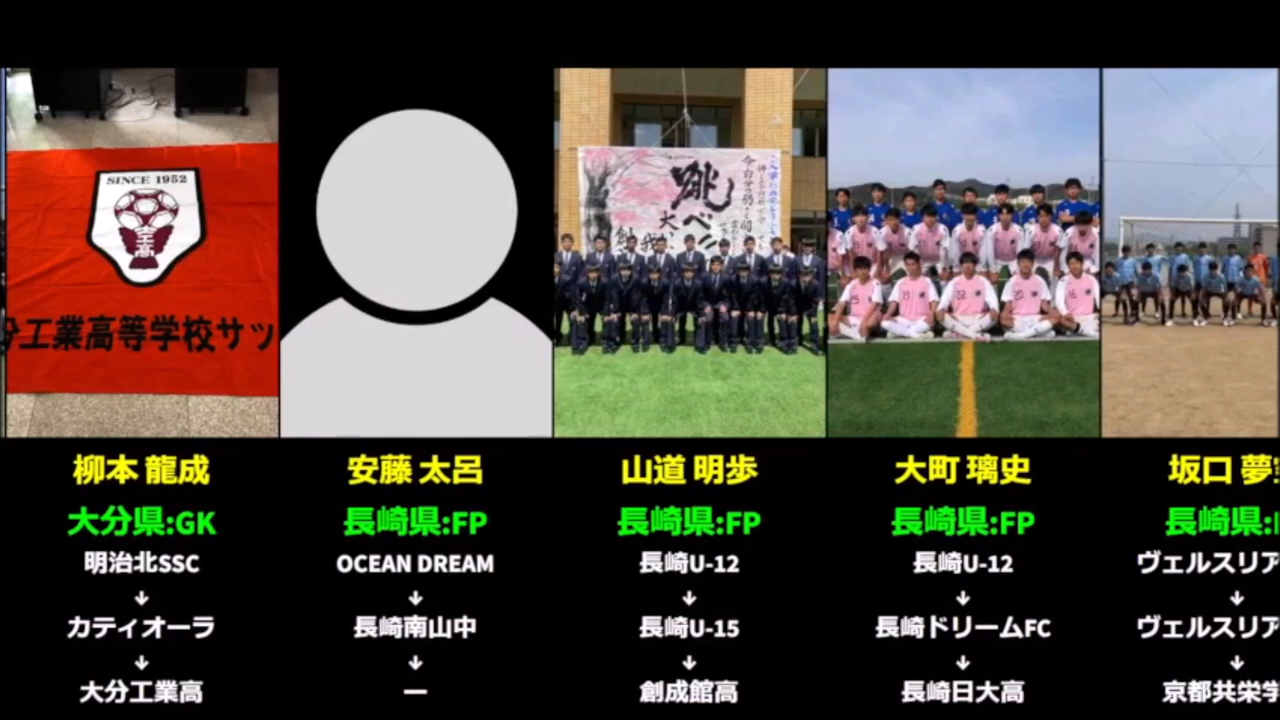 SINCE 1952
大工高
分工業高等学校サッ
跳べ
柳本 龍成
大分県:GK
明治北SSC
↓
カティオーラ
↓
大分工業高
安藤 太呂
長崎県:FP
OCEAN DREAM
↓
長崎南山中
↓
ー
山道 明歩
長崎県:FP
長崎U-12
↓
長崎U-15
↓
創成館高
大町 璃史
長崎県:FP
長崎U-12
↓
長崎ドリームFC
↓
長崎日大高
坂口 夢
長崎県:
ヴェルスリア
↓
ヴェルスリア
↓
京都共栄学